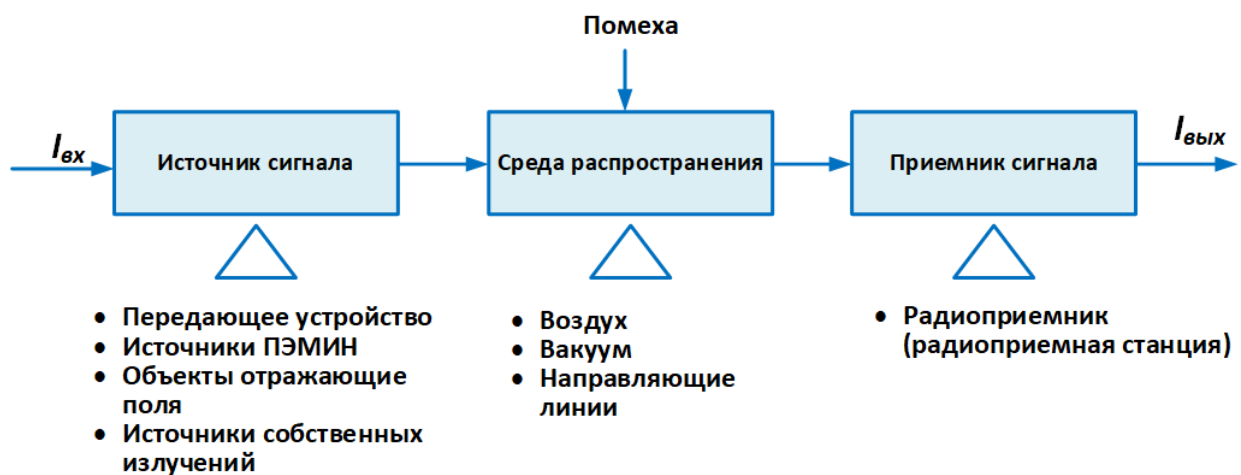 Помеха
Iвх
Источник сигнала
Среда распространения
Приемник сигнала
Iвых
• Передающее устройство
• Источники ПЭМИН
• Объекты отражающие
поля
• Источники собственных
излучений
• Воздух
• Вакуум
• Направляющие
линии
• Радиоприемник
(радиоприемная станция)